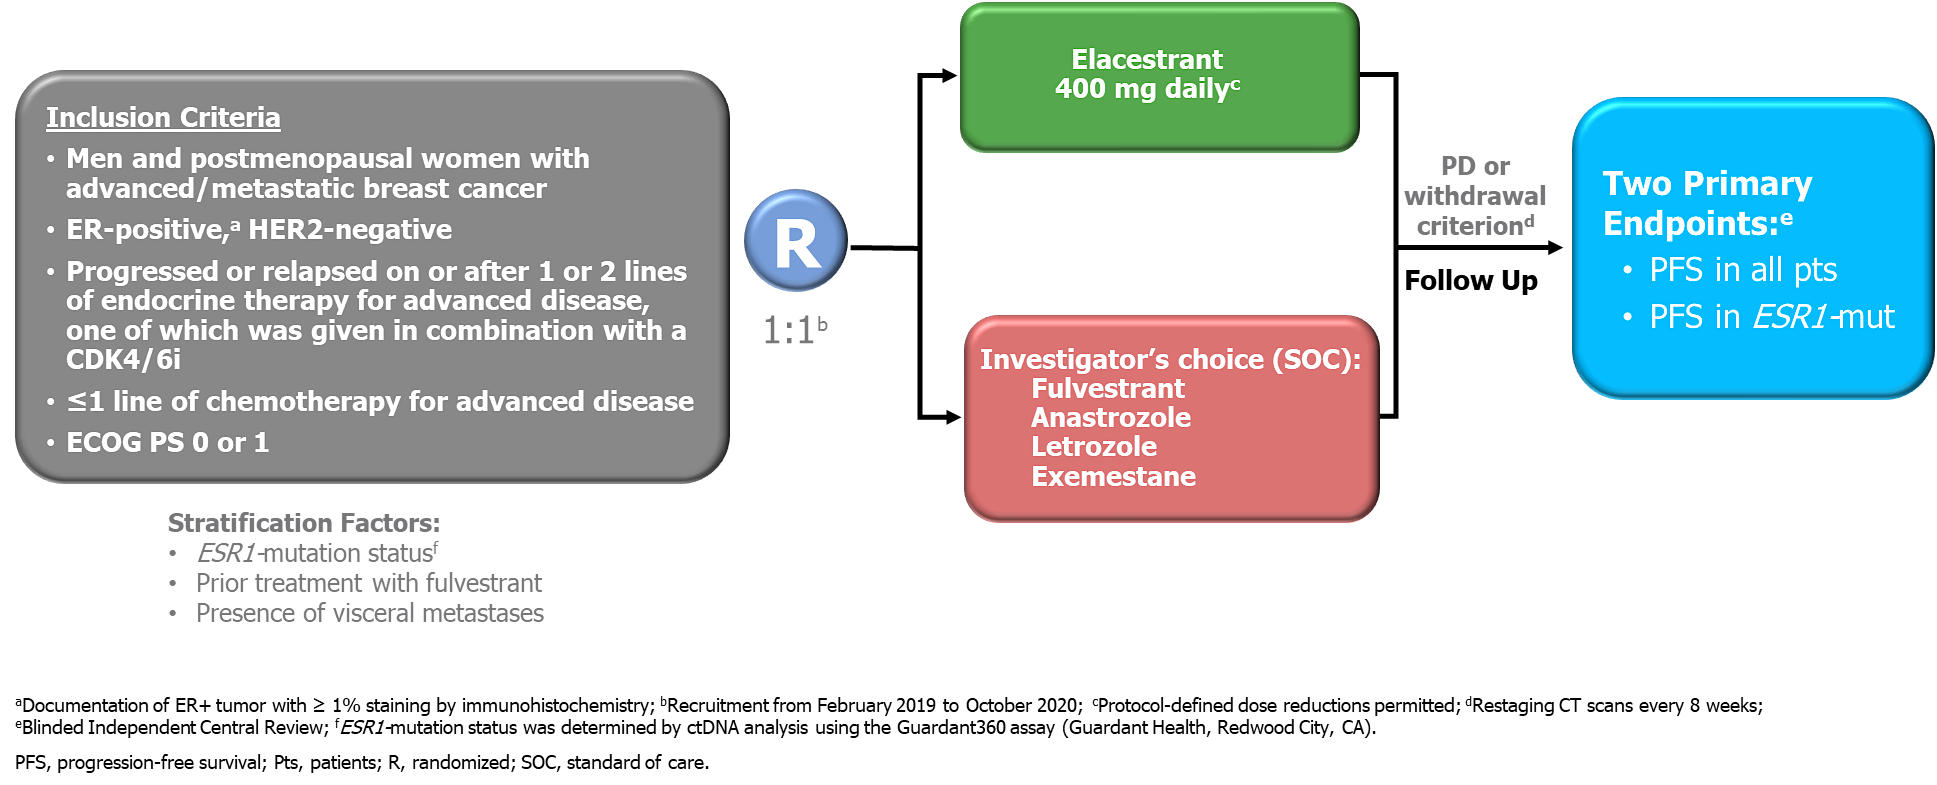 Inclusion Criteria
• Men and postmenopausal women with
advanced/metastatic breast cancer
• ER-positive,ᵃ HER2-negative
• Progressed or relapsed on or after 1 or 2 lines
of endocrine therapy for advanced disease,
one of which was given in combination with a
CDK4/6i
• ≤1 line of chemotherapy for advanced disease
• ECOG PS 0 or 1
Stratification Factors:
• ESR1-mutation statusᶠ
• Prior treatment with fulvestrant
• Presence of visceral metastases
R
1:1ᵇ
Elacestrant
400 mg dailyᶜ
Investigator’s choice (SOC):
Fulvestrant
Anastrozole
Letrozole
Exemestane
PD or
withdrawal
criterionᵈ
Follow Up
Two Primary
Endpoints:ᵉ
• PFS in all pts
• PFS in ESR1-mut
ᵃDocumentation of ER+ tumor with ≥ 1% staining by immunohistochemistry; ᵇRecruitment from February 2019 to October 2020; ᶜProtocol-defined dose reductions permitted; ᵈRestaging CT scans every 8 weeks;
ᵉBlinded Independent Central Review; ᶠESR1-mutation status was determined by ctDNA analysis using the Guardant360 assay (Guardant Health, Redwood City, CA).
PFS, progression-free survival; Pts, patients; R, randomized; SOC, standard of care.